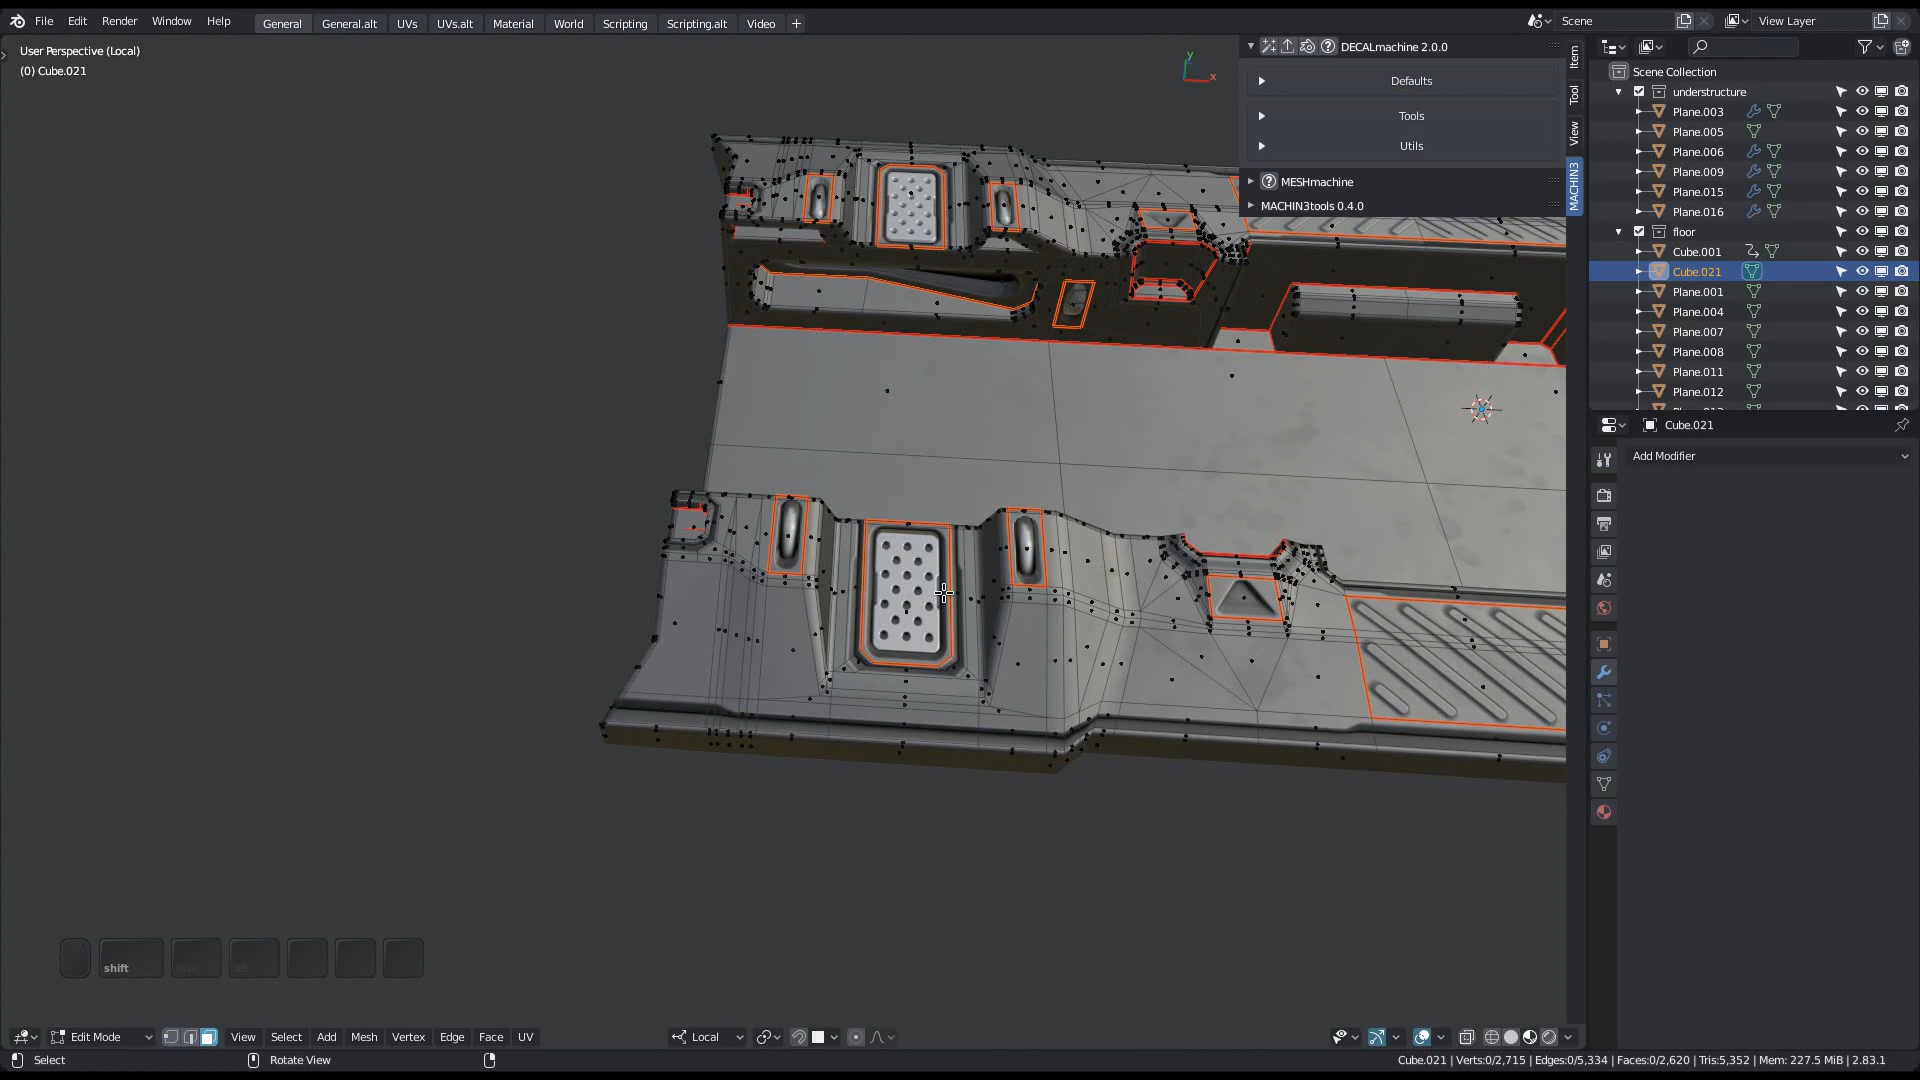 File Edit Render Window Help General General.alt UVs UVs.alt Material World Scripting Scripting.alt Video + Scene View Layer
User Perspective (Local)
(0) Cube.021
y
x
DECALmachine 2.0.0
Defaults
Tools
Utils
MESHmachine
MACHIN3tools 0.4.0
Item
Tool
View
MACHIN3
Scene Collection
understructure
Plane.003
Plane.005
Plane.006
Plane.009
Plane.015
Plane.016
floor
Cube.001
Cube.021
Plane.001
Plane.004
Plane.007
Plane.008
Plane.011
Plane.012
Cube.021
Add Modifier
shift
Edit Mode View Select Add Mesh Vertex Edge Face UV Local
Select Rotate View Cube.021 | Verts:0/2,715 | Edges:0/5,334 | Faces:0/2,620 | Tris:5,352 | Mem: 227.5 MiB | 2.83.1